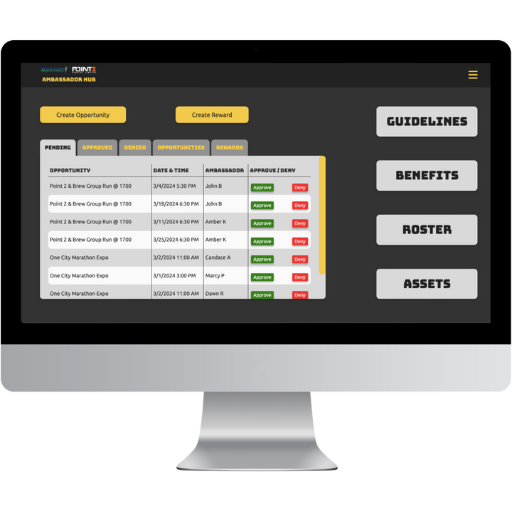 POINT 2
AMBASSADOR HUB
Create Opportunity
Create Reward
GUIDELINES
BENEFITS
ROSTER
ASSETS
PENDING APPROVED DENIED OPPORTUNITIES REWARDS
OPPORTUNITY DATE & TIME AMBASSADOR APPROVE / DENY
Point 2 & Brew Group Run @ 1700 3/4/2024 5:30 PM John B Approve Deny
Point 2 & Brew Group Run @ 1700 3/18/2024 6:30 PM John B Approve Deny
Point 2 & Brew Group Run @ 1700 3/11/2024 6:30 PM Amber K Approve Deny
Point 2 & Brew Group Run @ 1700 3/25/2024 6:30 PM Amber K Approve Deny
One City Marathon Expo 3/2/2024 11:00 AM Candace A Approve Deny
One City Marathon Expo 3/1/2024 3:00 PM Marcy P Approve Deny
One City Marathon Expo 3/2/2024 11:00 AM Dawn R Approve Deny